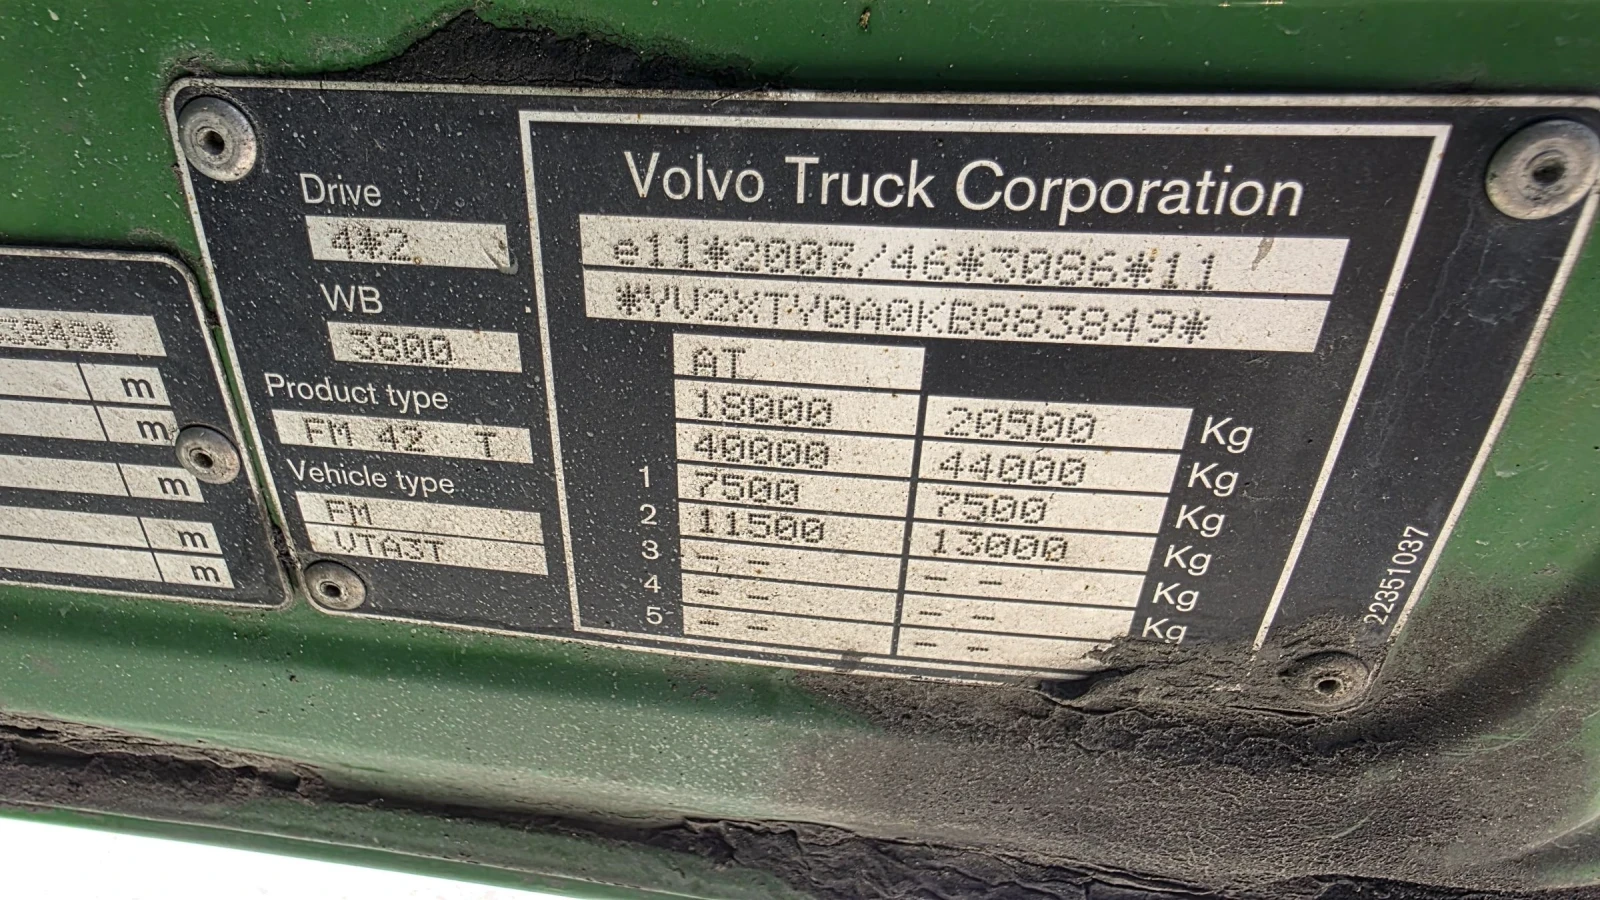 Volvo Truck Corporation
e11*2007/46*3086*11
*YV2XTY0A0KB883849*
Drive
4*2
WB
3800
Product type
FM 42 T
Vehicle type
FM
VTA3T
AT
18000 20500 Kg
40000 44000 Kg
1 7500 7500 Kg
2 11500 13000 Kg
3 - - - - Kg
4 - - - - Kg
5 - - - -
22351037
3849*
m
m
m
m
m